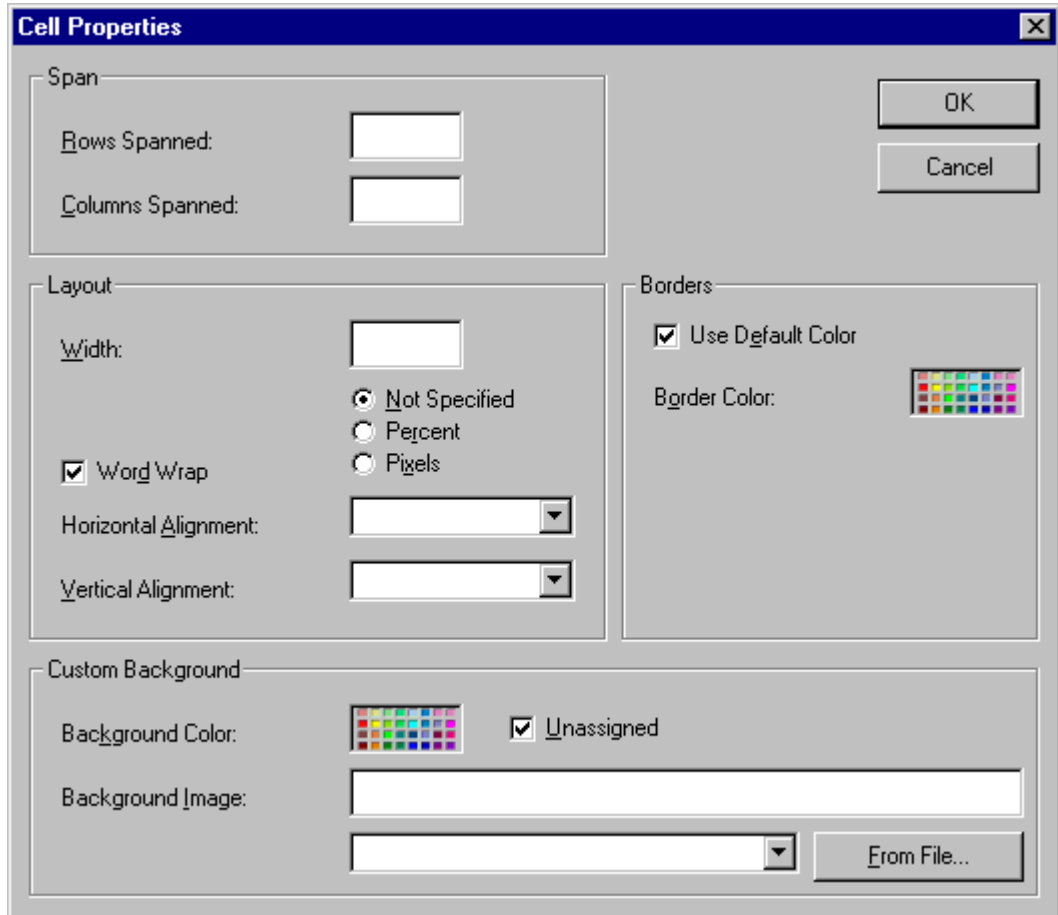 Cell Properties
Span
OK
Rows Spanned:
Cancel
Columns Spanned:
Layout
Borders
Width:
Use Default Color
Not Specified
Border Color:
Percent
Pixels
Word Wrap
Horizontal Alignment:
Vertical Alignment:
Custom Background
Background Color:
Unassigned
Background Image:
From File...